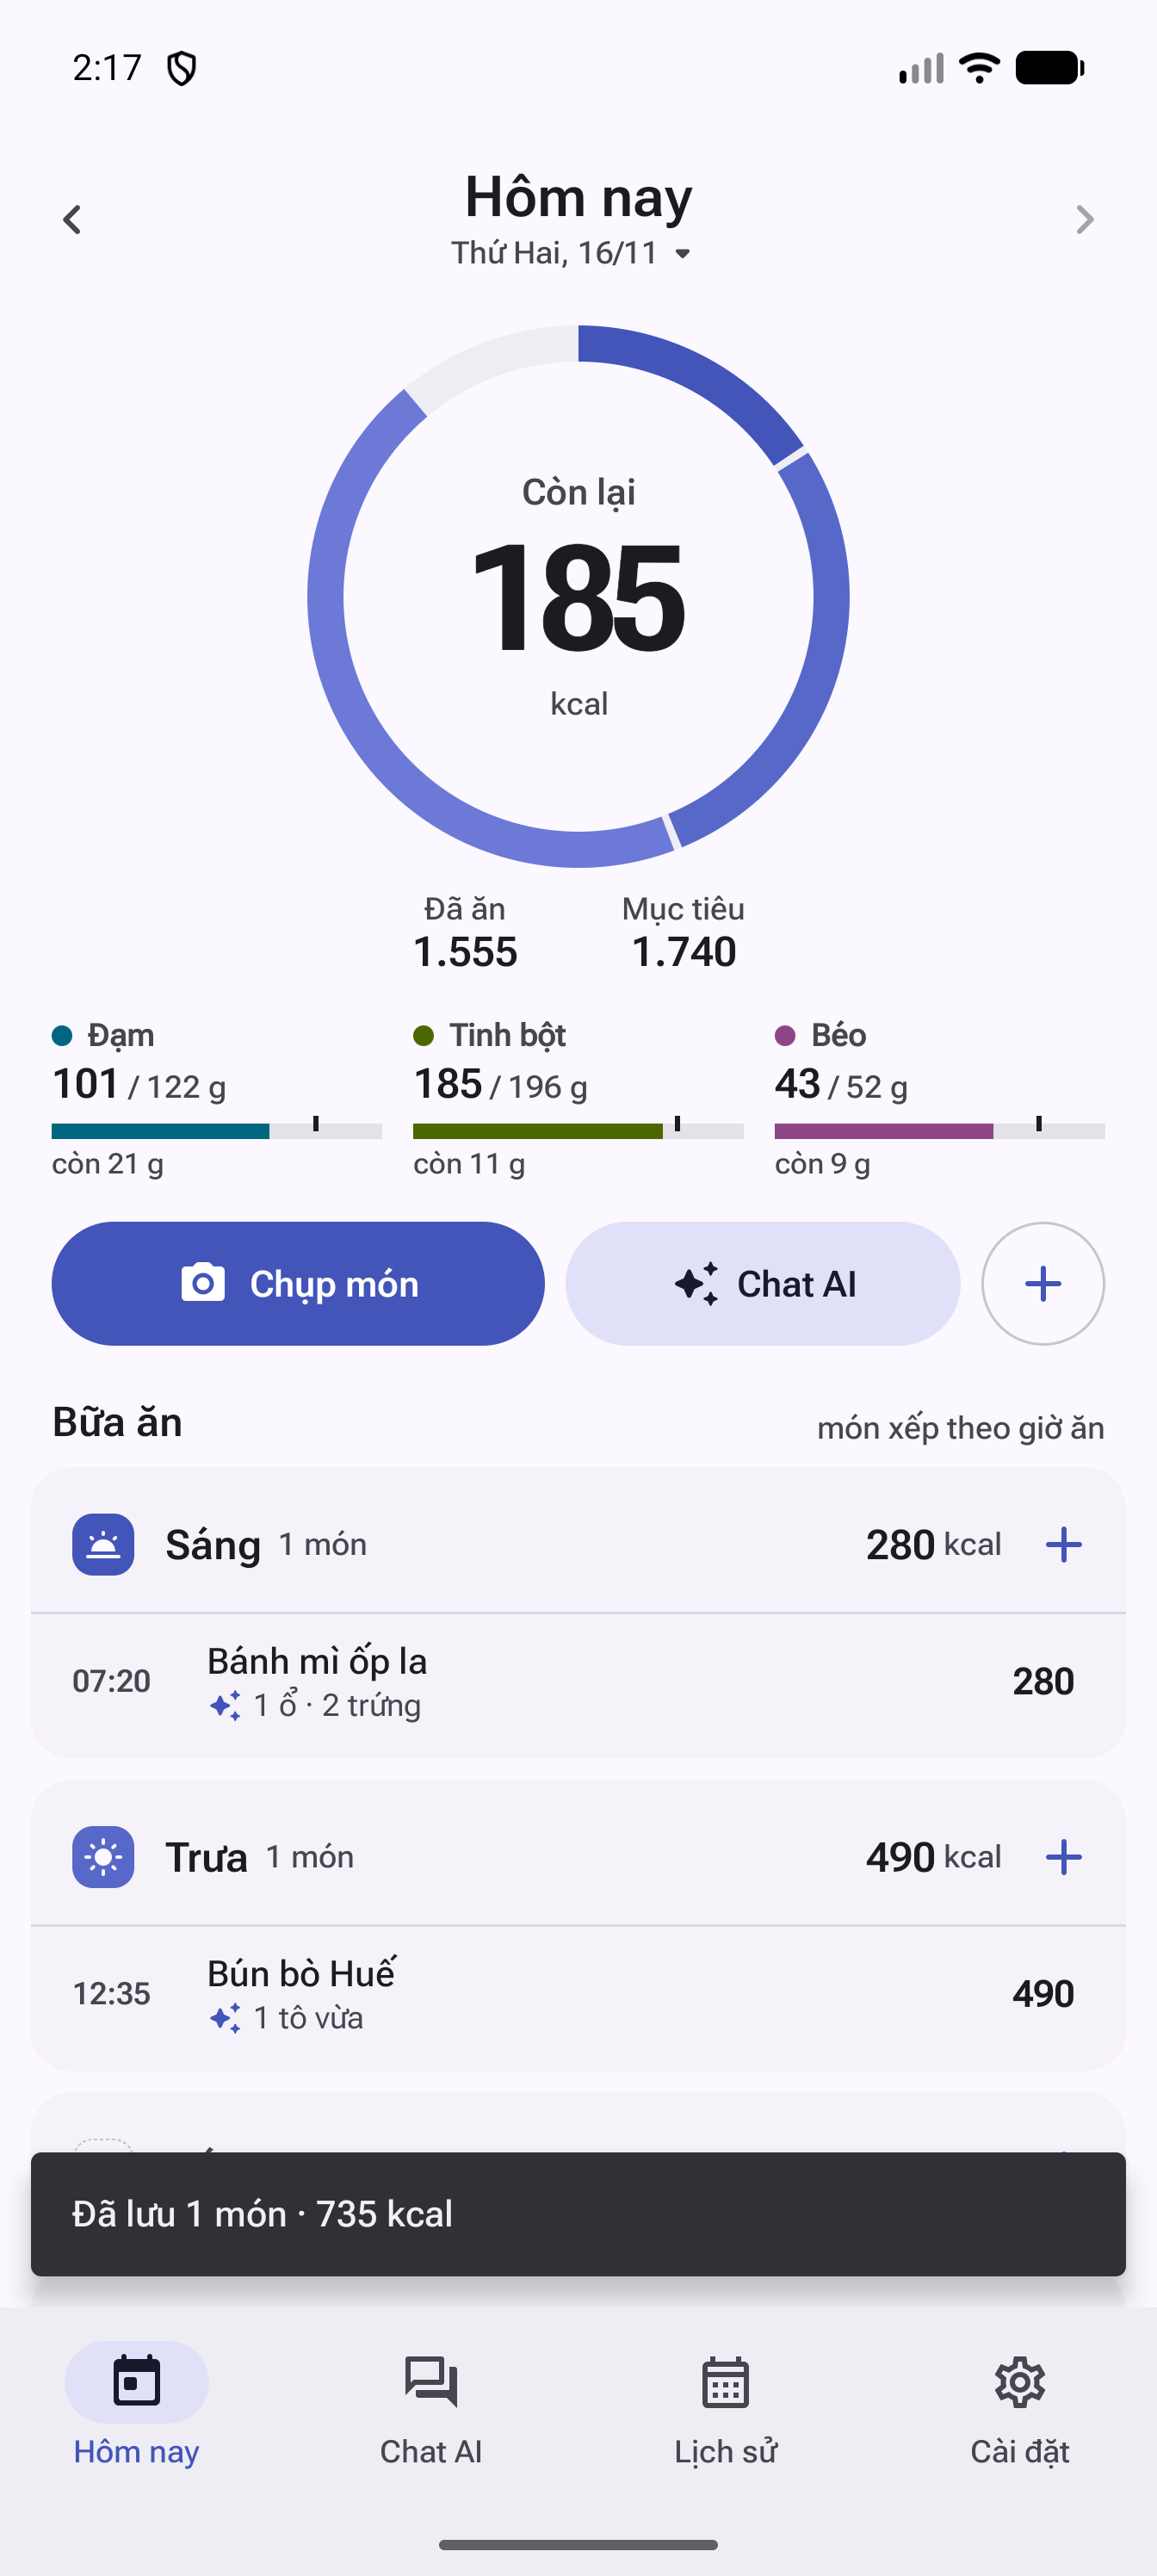 2:17
Hôm nay
Thứ Hai, 16/11
Còn lại
185
kcal
Đã ăn
1.555
Mục tiêu
1.740
Đạm
101 / 122 g
còn 21 g
Tinh bột
185 / 196 g
còn 11 g
Béo
43 / 52 g
còn 9 g
Chụp món
Chat AI
Bữa ăn
món xếp theo giờ ăn
Sáng 1 món 280 kcal
07:20
Bánh mì ốp la
1 ổ · 2 trứng
280
Trưa 1 món 490 kcal
12:35
Bún bò Huế
1 tô vừa
490
Đã lưu 1 món · 735 kcal
Hôm nay
Chat AI
Lịch sử
Cài đặt